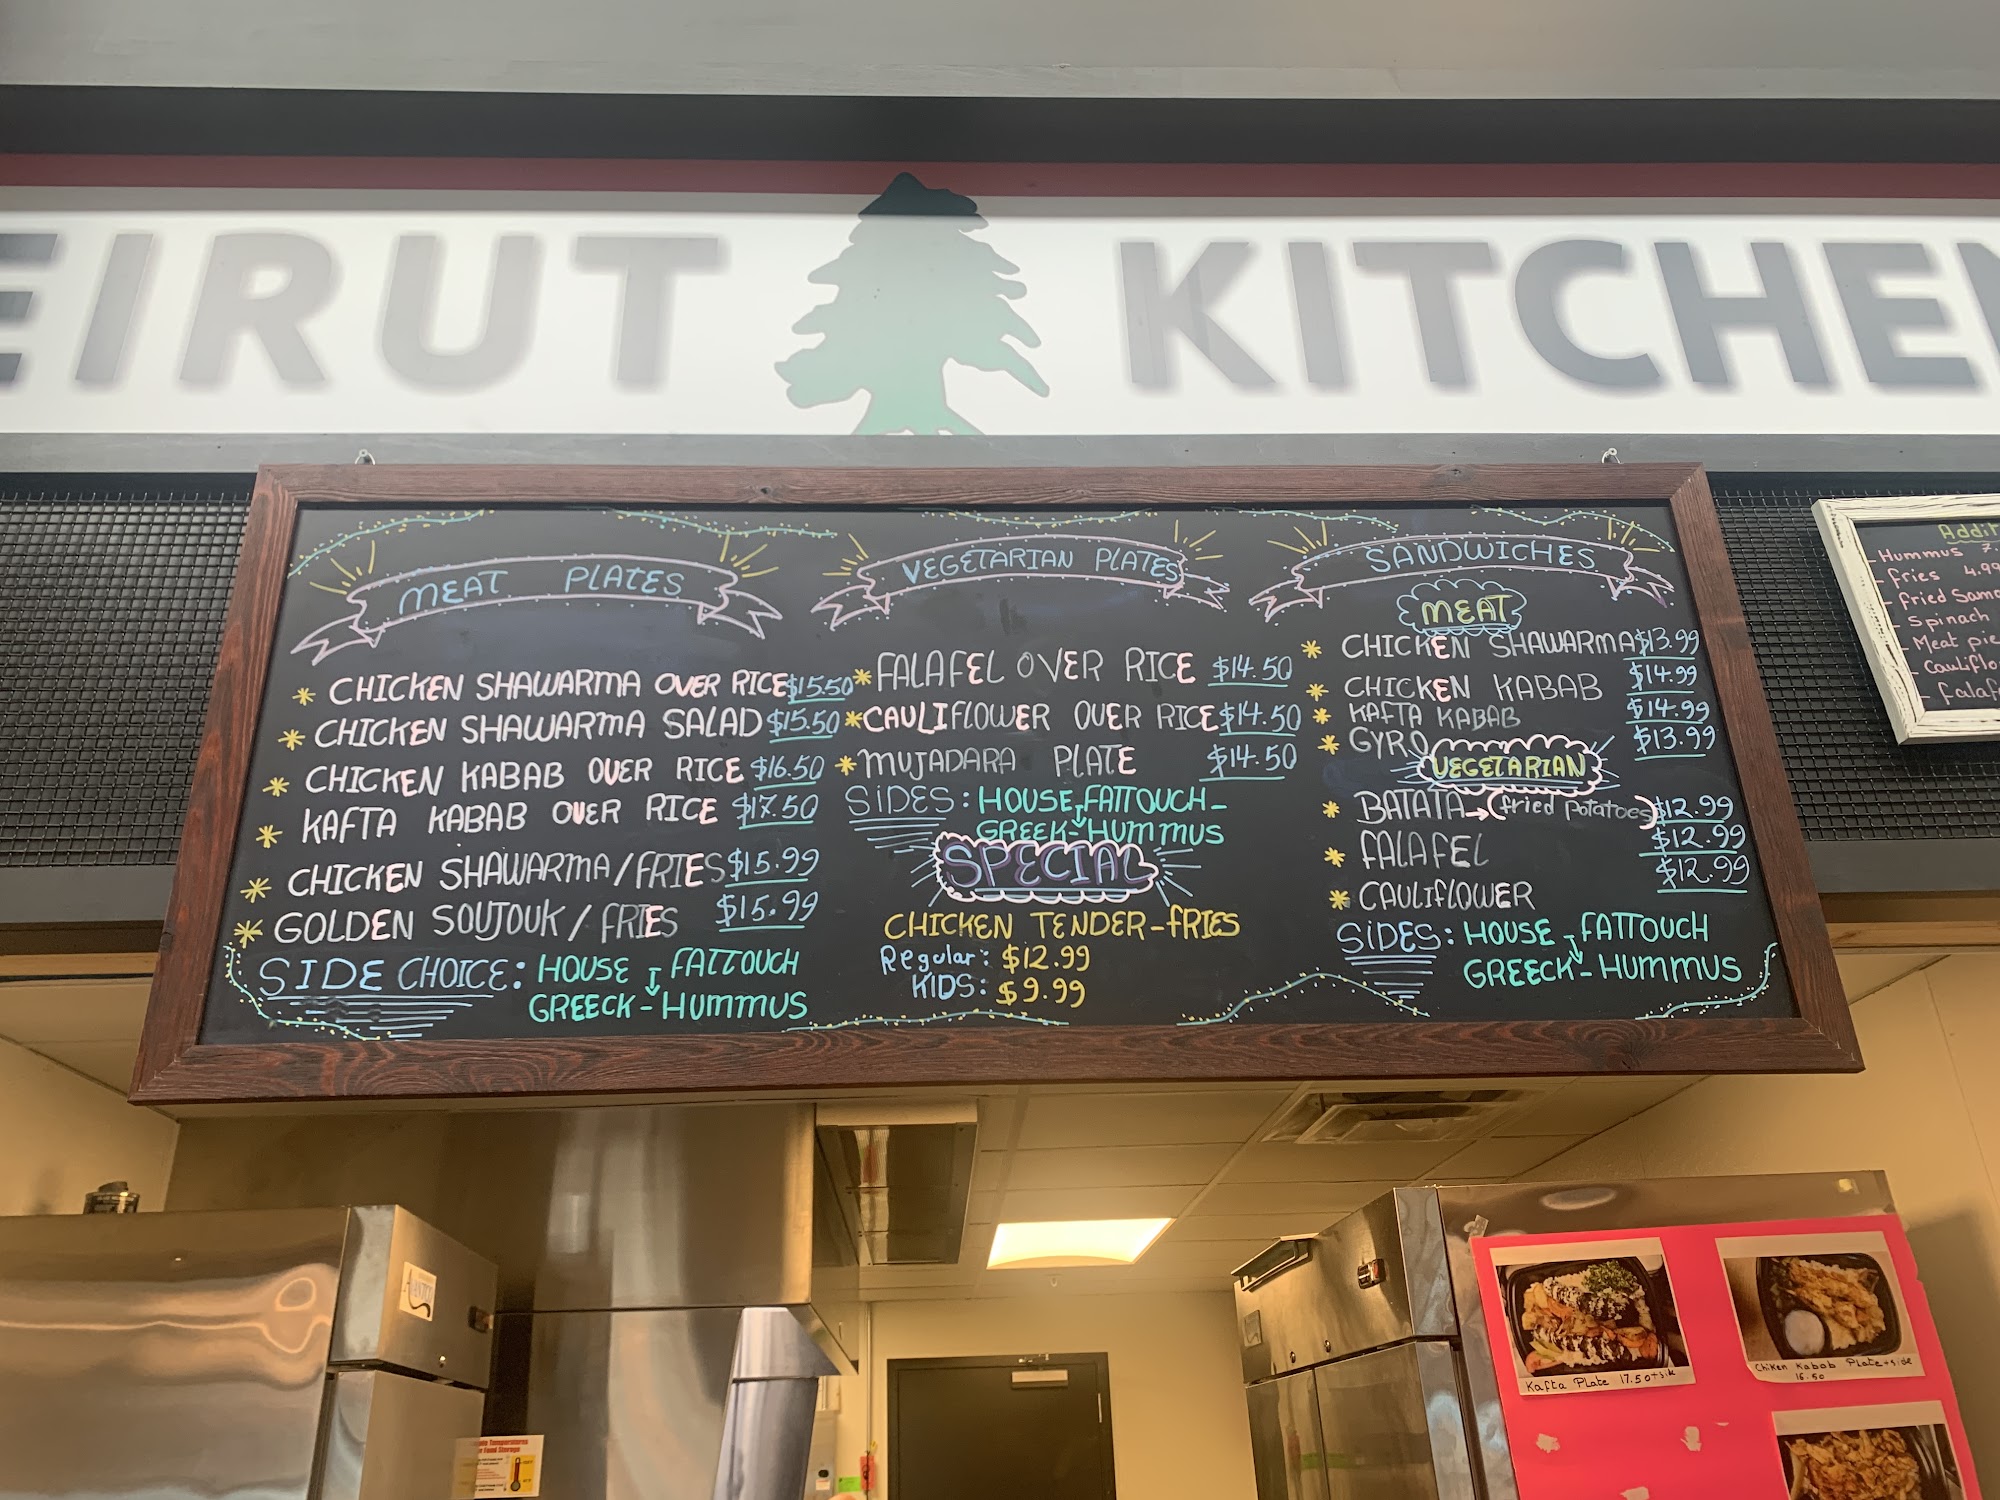 EIRUT KITCHEN
MEAT PLATES
* CHICKEN SHAWARMA OVER RICE $15.50
* CHICKEN SHAWARMA SALAD $15.50
* CHICKEN KABAB OVER RICE $16.50
* KAFTA KABAB OVER RICE $17.50
* CHICKEN SHAWARMA/FRIES $15.99
* GOLDEN SOUJOUK/FRIES $15.99
SIDE CHOICE: HOUSE FATTOUCH
GREECK-HUMMUS
VEGETARIAN PLATES
* FALAFEL OVER RICE $14.50
* CAULIFLOWER OVER RICE $14.50
* MUJADARA PLATE $14.50
SIDES: HOUSE-FATTOUCH-
GREEK-HUMMUS
SPECIAL
CHICKEN TENDER-FRIES
Regular: $12.99
KIDS: $9.99
SANDWICHES
MEAT
* CHICKEN SHAWARMA $13.99
* CHICKEN KABAB $14.99
* KAFTA KABAB $14.99
* GYRO $13.99
VEGETARIAN
* BATATA→(fried potatoes) $12.99
* FALAFEL $12.99
* CAULIFLOWER $12.99
SIDES: HOUSE-FATTOUCH
GREECK-HUMMUS
- Hummus 7.
- fries 4.99
- fried
- Spinach
- Meat pie
Kafta Plate 17.50+sik
Chiken Kabab Plate+side
16.50